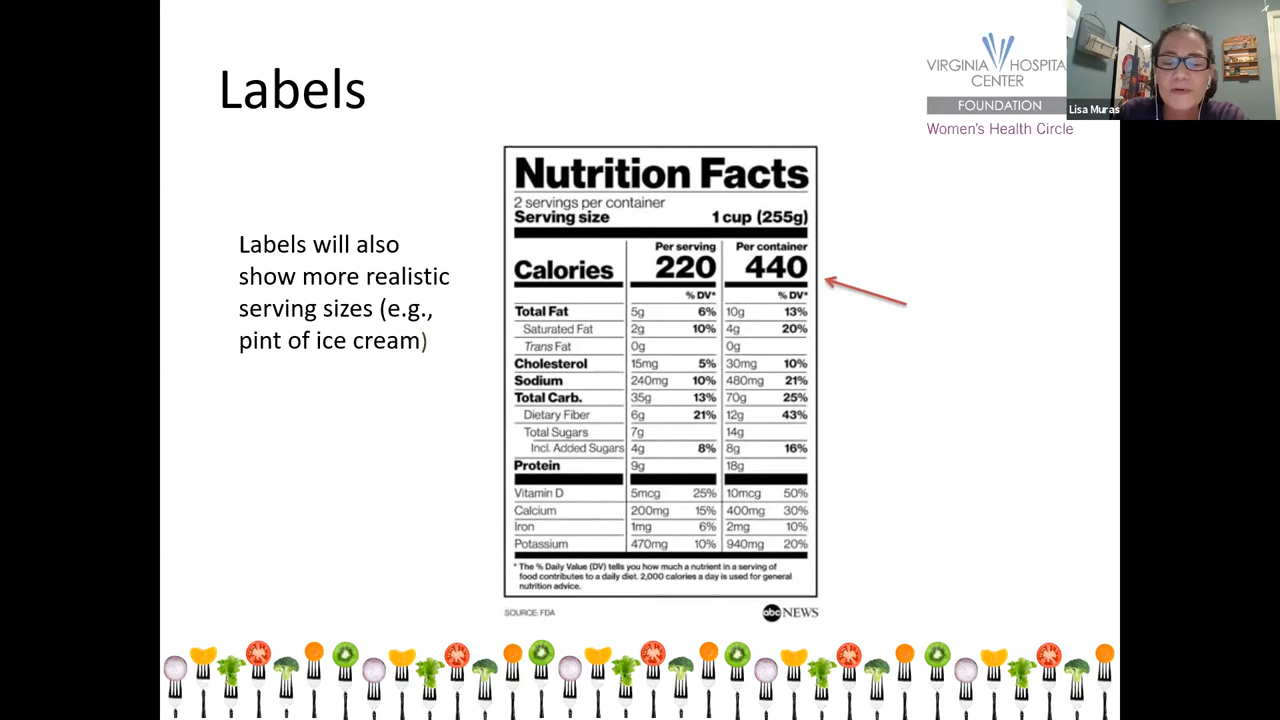 Labels
VIRGINIA HOSPITA
CENTER
FOUNDATION
Women's Health Circle
Lisa Muras
Labels will also
show more realistic
serving sizes (e.g.,
pint of ice cream)
Nutrition Facts
2 servings per container
Serving size 1 cup (255g)
Per serving Per container
Calories 220 440
% DV* % DV*
Total Fat 5g 6% 10g 13%
Saturated Fat 2g 10% 4g 20%
Trans Fat 0g 0g
Cholesterol 15mg 5% 30mg 10%
Sodium 240mg 10% 480mg 21%
Total Carb. 35g 13% 70g 25%
Dietary Fiber 6g 21% 12g 43%
Total Sugars 7g 14g
Incl. Added Sugars 4g 8% 8g 16%
Protein 9g 18g
Vitamin D 5mcg 25% 10mcg 50%
Calcium 200mg 15% 400mg 30%
Iron 1mg 6% 2mg 10%
Potassium 470mg 10% 940mg 20%
* The % Daily Value (DV) tells you how much a nutrient in a serving of
food contributes to a daily diet. 2,000 calories a day is used for general
nutrition advice.
SOURCE: FDA
abc NEWS